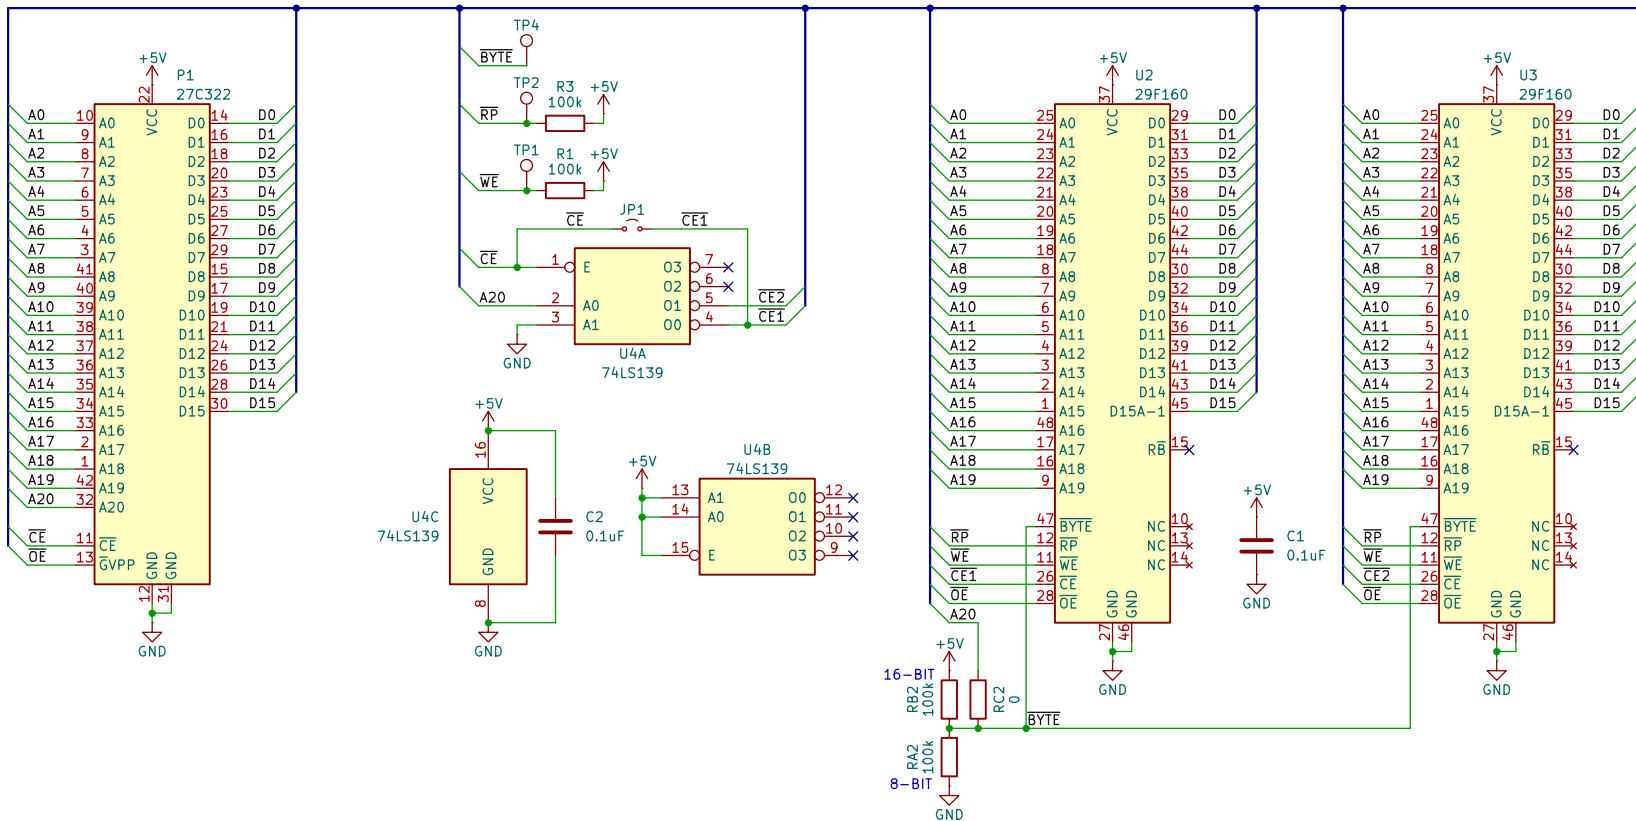 +5V
P1
27C322
22
VCC
A0 10 A0 D0 14 D0
A1 9 A1 D1 16 D1
A2 8 A2 D2 18 D2
A3 7 A3 D3 20 D3
A4 6 A4 D4 23 D4
A5 5 A5 D5 25 D5
A6 4 A6 D6 27 D6
A7 3 A7 D7 29 D7
A8 41 A8 D8 15 D8
A9 40 A9 D9 17 D9
A10 39 A10 D10 19 D10
A11 38 A11 D11 21 D11
A12 37 A12 D12 24 D12
A13 36 A13 D13 26 D13
A14 35 A14 D14 28 D14
A15 34 A15 D15 30 D15
A16 33 A16
A17 2 A17
A18 1 A18
A19 42 A19
A20 32 A20
CE 11 CE
OE 13 GVPP
GND GND
12 31
GND
TP4
BYTE
TP2 R3 +5V
100k
RP
TP1 R1 +5V
100k
WE
CE JP1 CE1
CE 1 E O3 7
O2 6
A20 2 A0 O1 5 CE2
3 A1 O0 4 CE1
GND
U4A
74LS139
+5V
16
VCC
U4C
74LS139
C2
0.1uF
GND
8
GND
U4B
74LS139
+5V
13 A1 O0 12
14 A0 O1 11
O2 10
15 E O3 9
+5V
U2
29F160
37
VCC
A0 25 A0 D0 29 D0
A1 24 A1 D1 31 D1
A2 23 A2 D2 33 D2
A3 22 A3 D3 35 D3
A4 21 A4 D4 38 D4
A5 20 A5 D5 40 D5
A6 19 A6 D6 42 D6
A7 18 A7 D7 44 D7
A8 8 A8 D8 30 D8
A9 7 A9 D9 32 D9
A10 6 A10 D10 34 D10
A11 5 A11 D11 36 D11
A12 4 A12 D12 39 D12
A13 3 A13 D13 41 D13
A14 2 A14 D14 43 D14
A15 1 A15 D15A-1 45 D15
A16 48 A16
A17 17 A17 RB 15
A18 16 A18
A19 9 A19
47 BYTE NC 10
RP 12 RP NC 13
WE 11 WE NC 14
CE1 26 CE
OE 28 OE
A20
GND GND
27 46
GND
+5V
16-BIT
RB2
100k
RC2
0
BYTE
RA2
100k
8-BIT
GND
+5V
C1
0.1uF
GND
+5V
U3
29F160
37
VCC
A0 25 A0 D0 29 D0
A1 24 A1 D1 31 D1
A2 23 A2 D2 33 D2
A3 22 A3 D3 35 D3
A4 21 A4 D4 38 D4
A5 20 A5 D5 40 D5
A6 19 A6 D6 42 D6
A7 18 A7 D7 44 D7
A8 8 A8 D8 30 D8
A9 7 A9 D9 32 D9
A10 6 A10 D10 34 D10
A11 5 A11 D11 36 D11
A12 4 A12 D12 39 D12
A13 3 A13 D13 41 D13
A14 2 A14 D14 43 D14
A15 1 A15 D15A-1 45 D15
A16 48 A16
A17 17 A17 RB 15
A18 16 A18
A19 9 A19
47 BYTE NC 10
RP 12 RP NC 13
WE 11 WE NC 14
CE2 26 CE
OE 28 OE
GND GND
27 46
GND